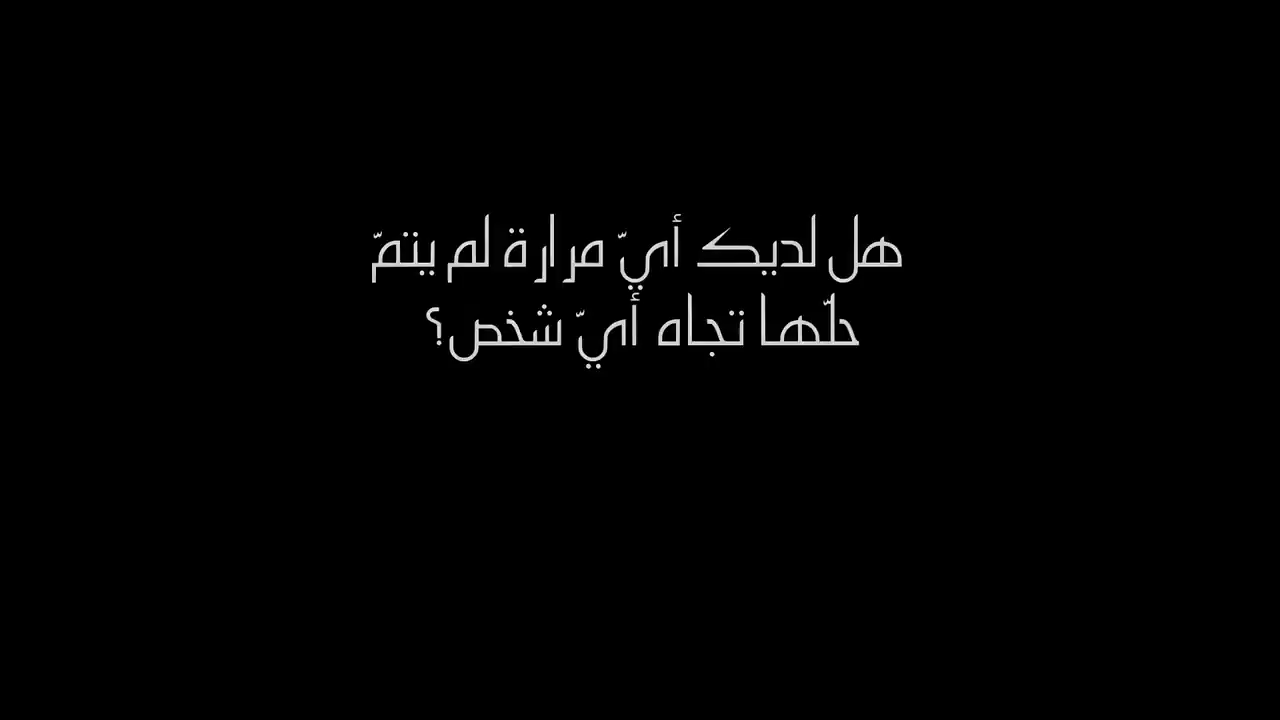 هل لديك أيّ مرارة لم يتمّ
حلّها تجاه أيّ شخص؟